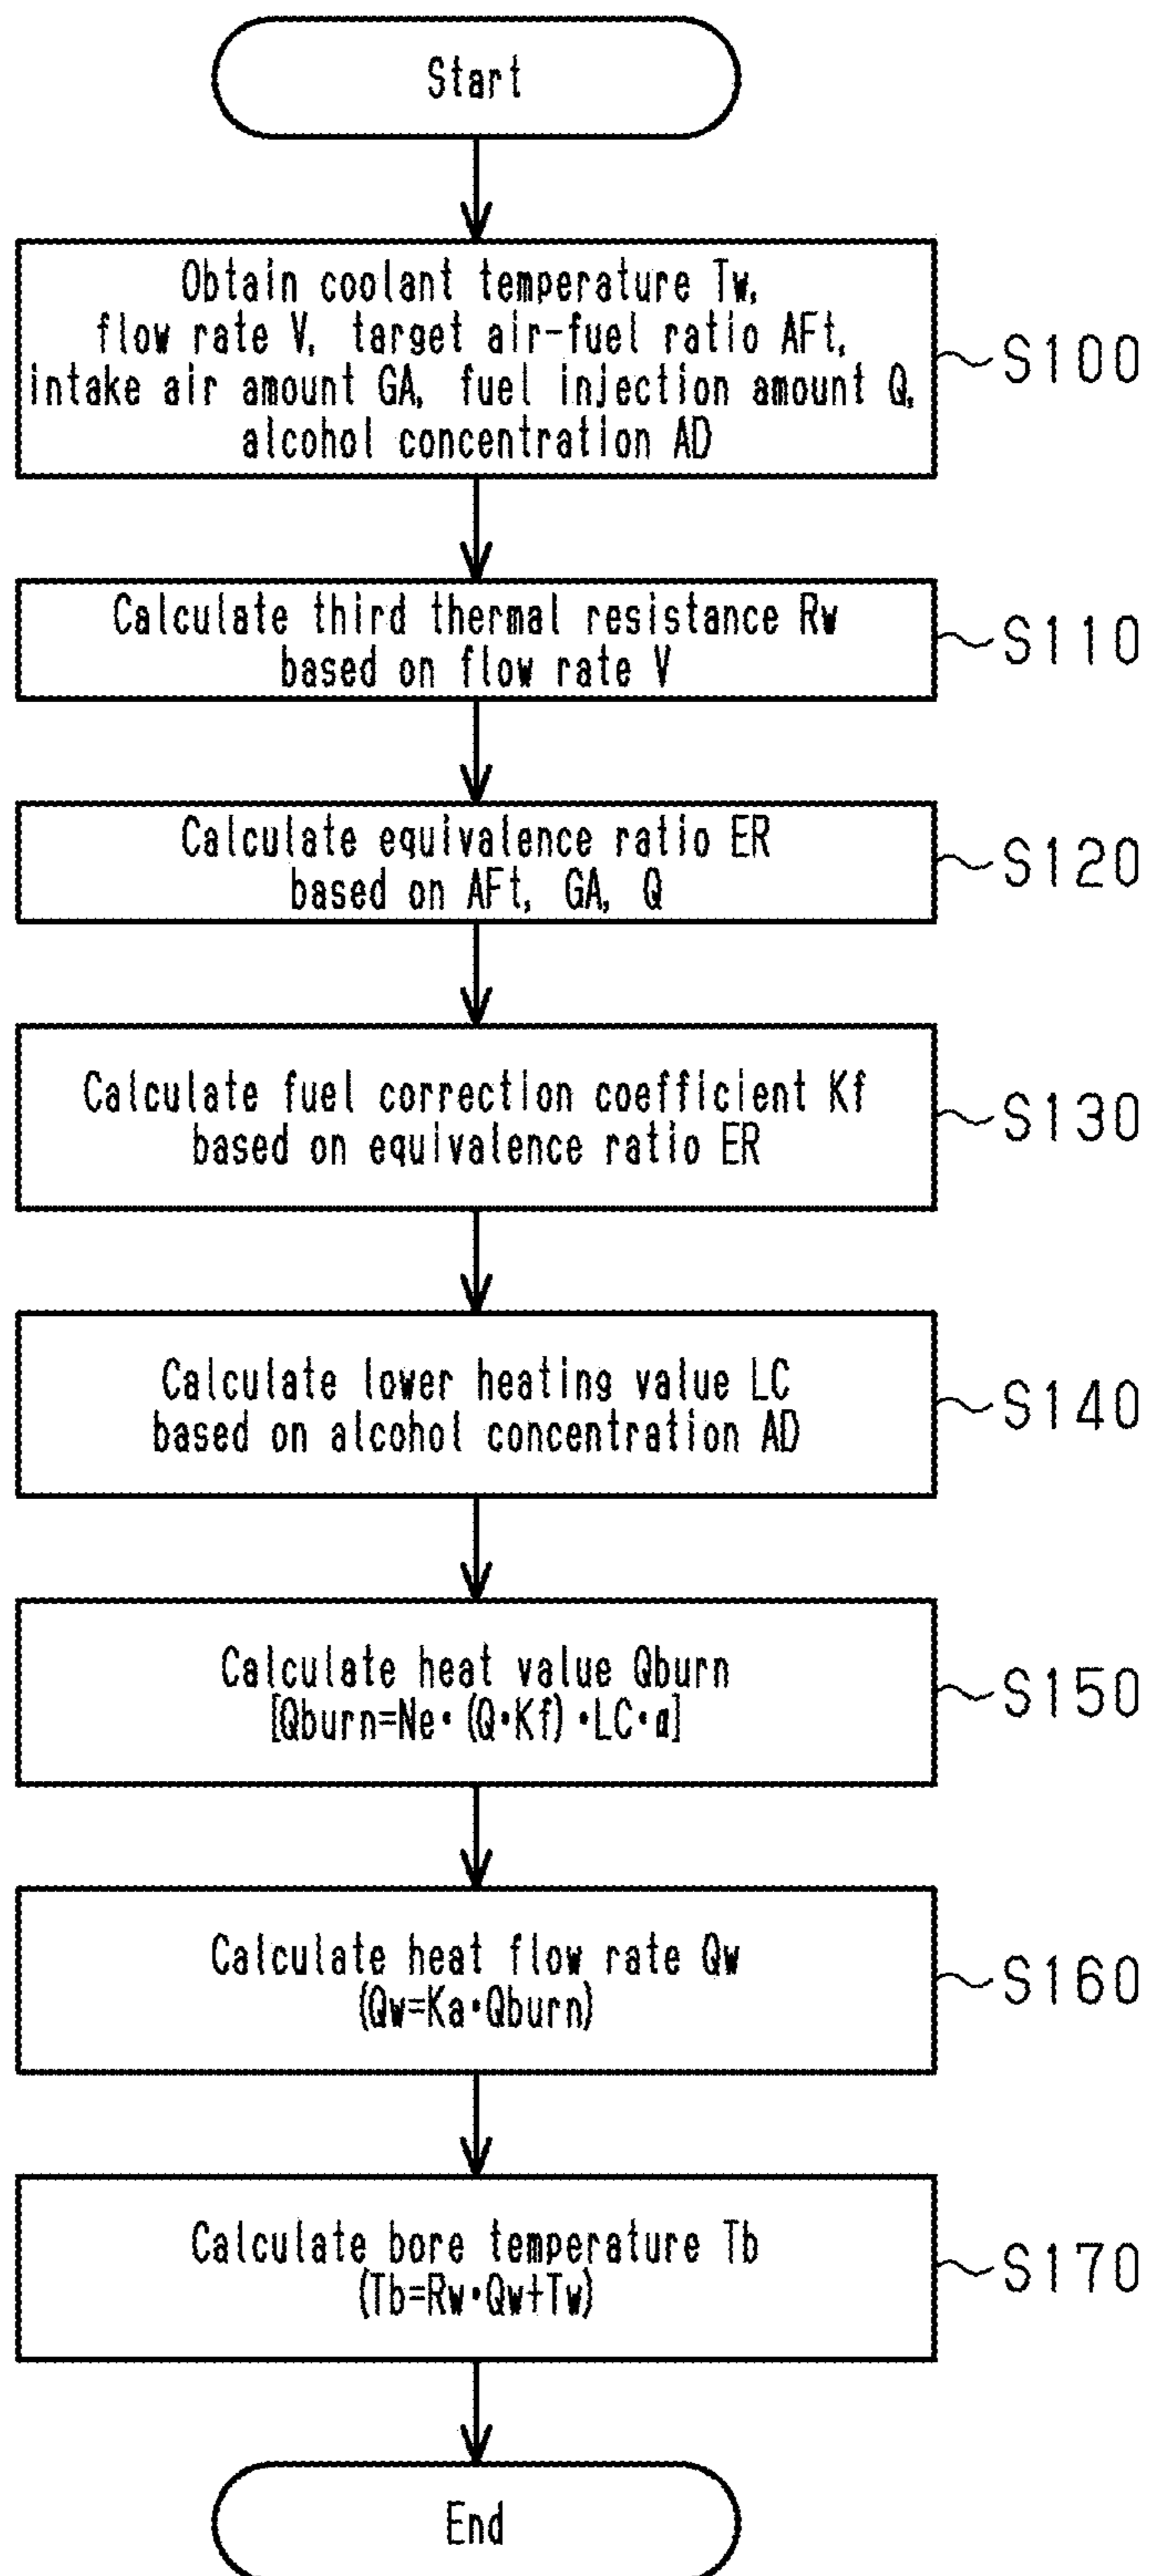 Start
Obtain coolant temperature Tw,
flow rate V, target air-fuel ratio AFt,
intake air amount GA, fuel injection amount Q,
alcohol concentration AD
S100
Calculate third thermal resistance Rw
based on flow rate V
S110
Calculate equivalence ratio ER
based on AFt, GA, Q
S120
Calculate fuel correction coefficient Kf
based on equivalence ratio ER
S130
Calculate lower heating value LC
based on alcohol concentration AD
S140
Calculate heat value Qburn
[Qburn=Ne·(Q·Kf)·LC·α]
S150
Calculate heat flow rate Qw
(Qw=Ka·Qburn)
S160
Calculate bore temperature Tb
(Tb=Rw·Qw+Tw)
S170
End